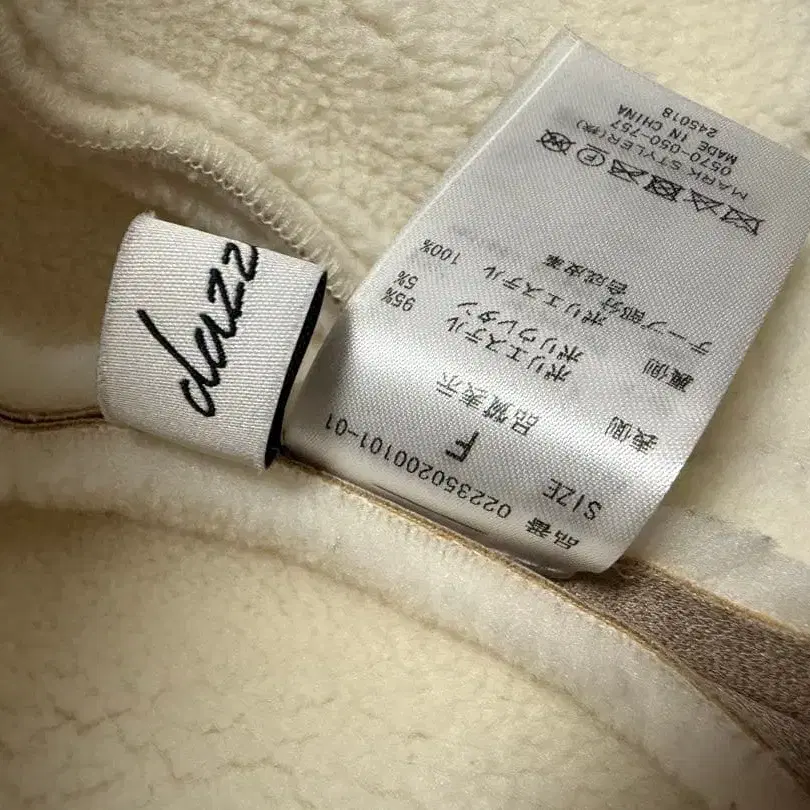 dazz
品番 022350200101-01
SIZE F
品質表示
表側 ポリエステル 95%
ポリウレタン 5%
裏側 ポリエステル 100%
テープ部分 合成皮革
MARK STYLER(株)
0570-050-757
MADE IN CHINA
245018